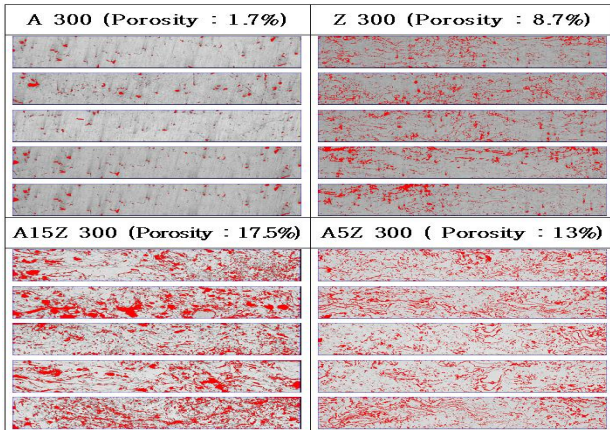 A 300 (Porosity : 1.7%)
Z 300 (Porosity : 8.7%)
A15Z 300 (Porosity : 17.5%)
A5Z 300 ( Porosity : 13%)